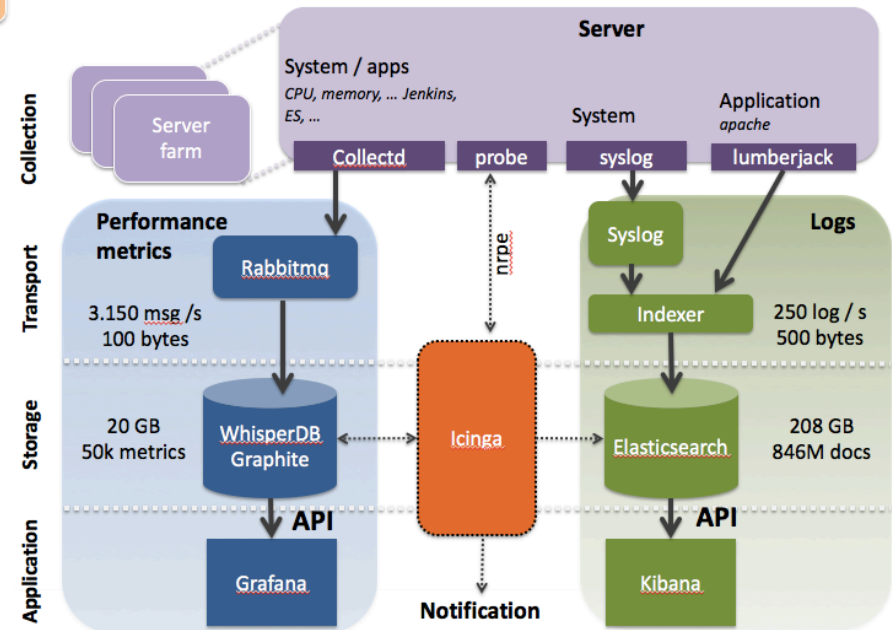 Server
System / apps
CPU, memory, … Jenkins,
ES, …
System
Application
apache
Server
farm
Collection
Collectd
probe
syslog
lumberjack
Performance
metrics
Logs
Transport
Rabbitmq
nrpe
Syslog
Indexer
3.150 msg /s
100 bytes
250 log / s
500 bytes
Storage
20 GB
50k metrics
WhisperDB
Graphite
Icinga
Elasticsearch
208 GB
846M docs
API
API
Application
Grafana
Kibana
Notification